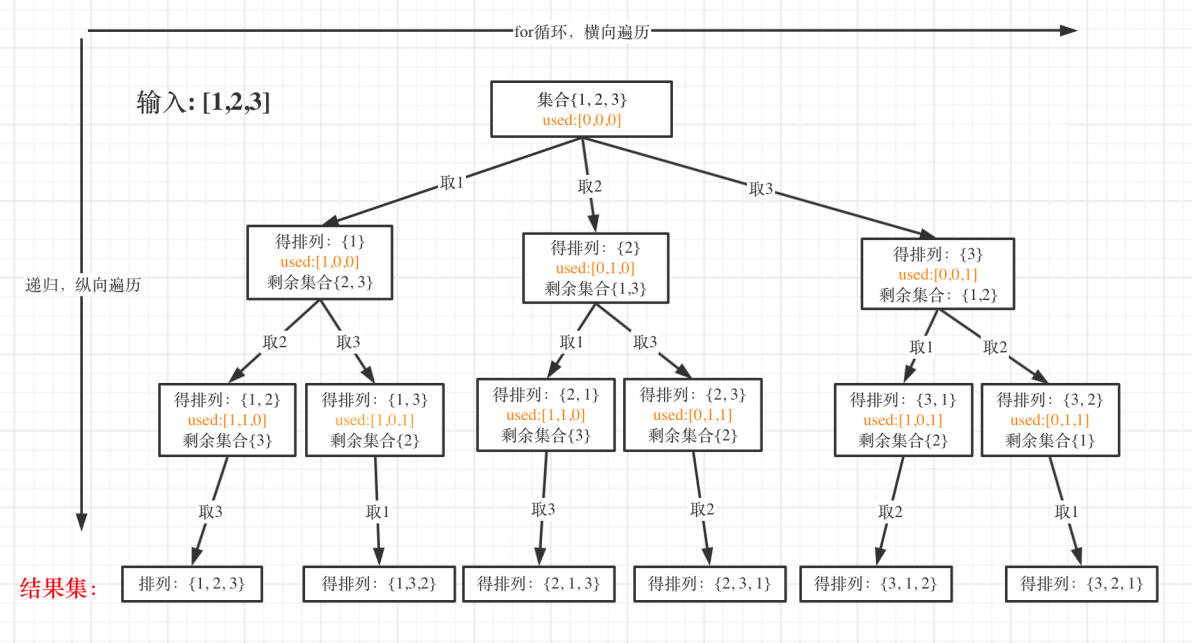 for循环，横向遍历
输入: [1,2,3]
集合{1, 2, 3}
used:[0,0,0]
取1
取2
取3
递归，纵向遍历
得排列：{1}
used:[1,0,0]
剩余集合{2, 3}
得排列：{2}
used:[0,1,0]
剩余集合{1,3}
得排列：{3}
used:[0,0,1]
剩余集合：{1,2}
取2
取3
取1
取3
取1
取2
得排列：{1, 2}
used:[1,1,0]
剩余集合{3}
得排列：{1, 3}
used:[1,0,1]
剩余集合{2}
得排列：{2, 1}
used:[1,1,0]
剩余集合{3}
得排列：{2, 3}
used:[0,1,1]
剩余集合{2}
得排列：{3, 1}
used:[1,0,1]
剩余集合{2}
得排列：{3, 2}
used:[0,1,1]
剩余集合{1}
取3
取1
取3
取2
取2
取1
结果集：
排列：{1, 2, 3}
得排列：{1,3,2}
得排列：{2, 1, 3}
得排列：{2, 3, 1}
得排列：{3, 1, 2}
得排列：{3, 2, 1}